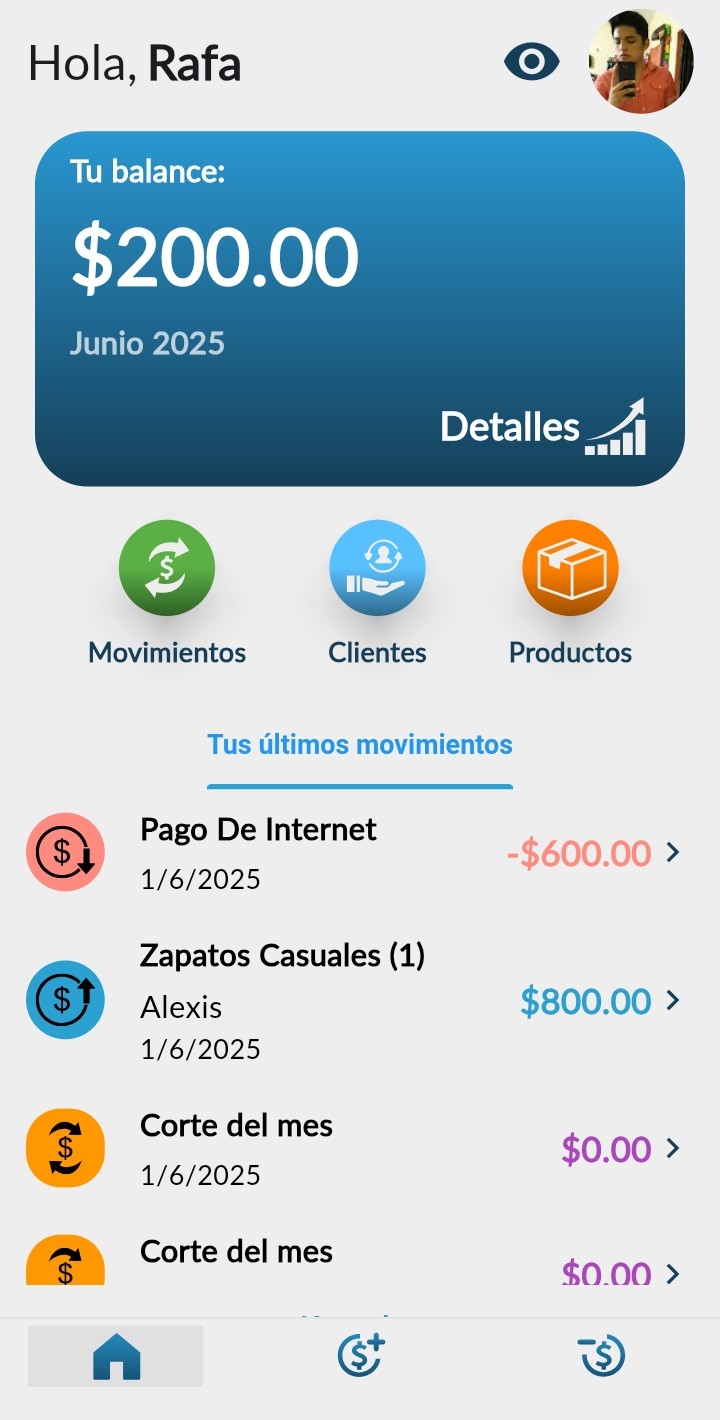 Hola, Rafa
Tu balance:
$200.00
Junio 2025
Detalles
Movimientos
Clientes
Productos
Tus últimos movimientos
Pago De Internet
-$600.00
1/6/2025
Zapatos Casuales (1)
Alexis
$800.00
1/6/2025
Corte del mes
$0.00
1/6/2025
Corte del mes
$0.00